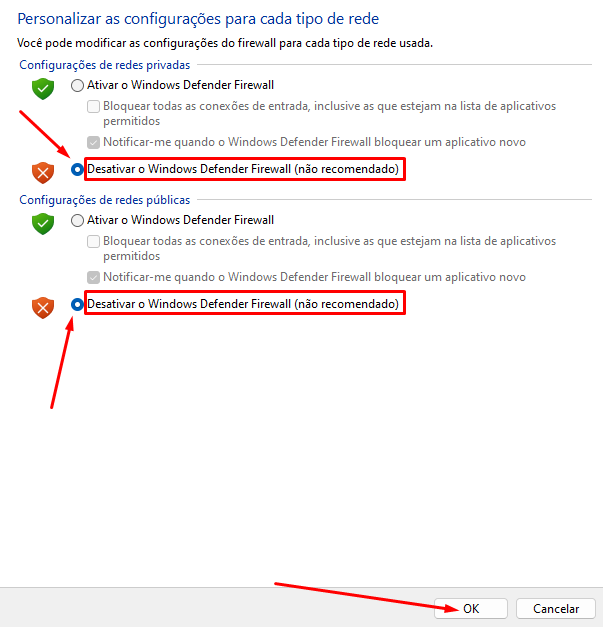 Personalizar as configurações para cada tipo de rede
Você pode modificar as configurações do firewall para cada tipo de rede usada.
Configurações de redes privadas
Ativar o Windows Defender Firewall
Bloquear todas as conexões de entrada, inclusive as que estejam na lista de aplicativos
permitidos
Notificar-me quando o Windows Defender Firewall bloquear um aplicativo novo
Desativar o Windows Defender Firewall (não recomendado)
Configurações de redes públicas
Ativar o Windows Defender Firewall
Bloquear todas as conexões de entrada, inclusive as que estejam na lista de aplicativos
permitidos
Notificar-me quando o Windows Defender Firewall bloquear um aplicativo novo
Desativar o Windows Defender Firewall (não recomendado)
OK
Cancelar